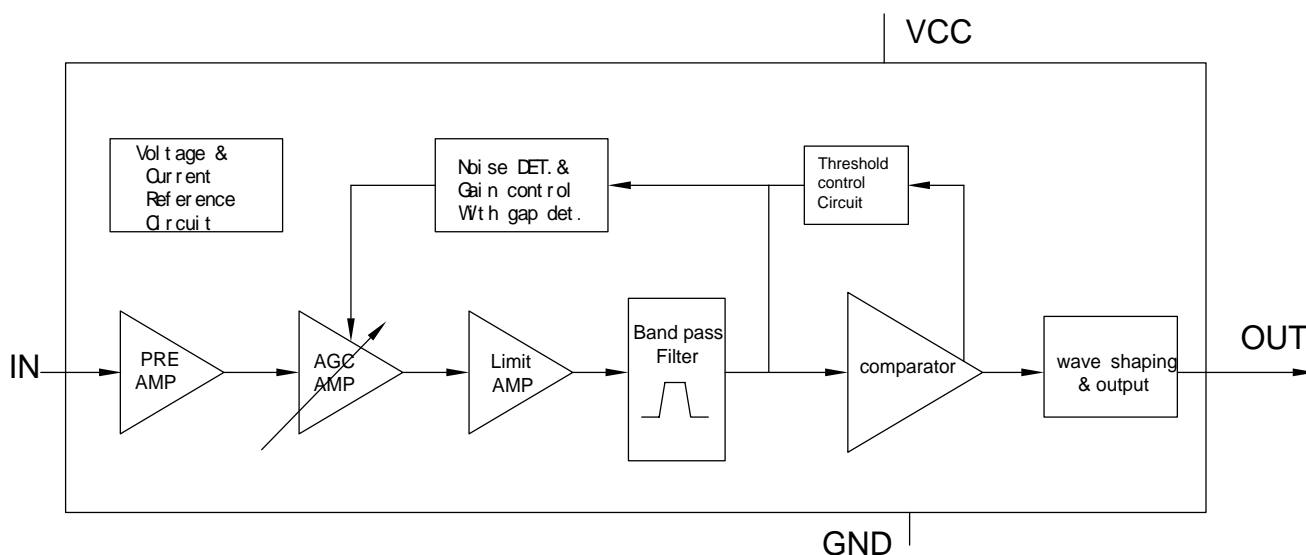 VCC
Voltage &
Current
Reference
Circuit
Noise DET. &
Gain control
With gap det.
Threshold
control
Circuit
IN
PRE
AMP
AGC
AMP
Limit
AMP
Band pass
Filter
comparator
wave shaping
& output
OUT
GND